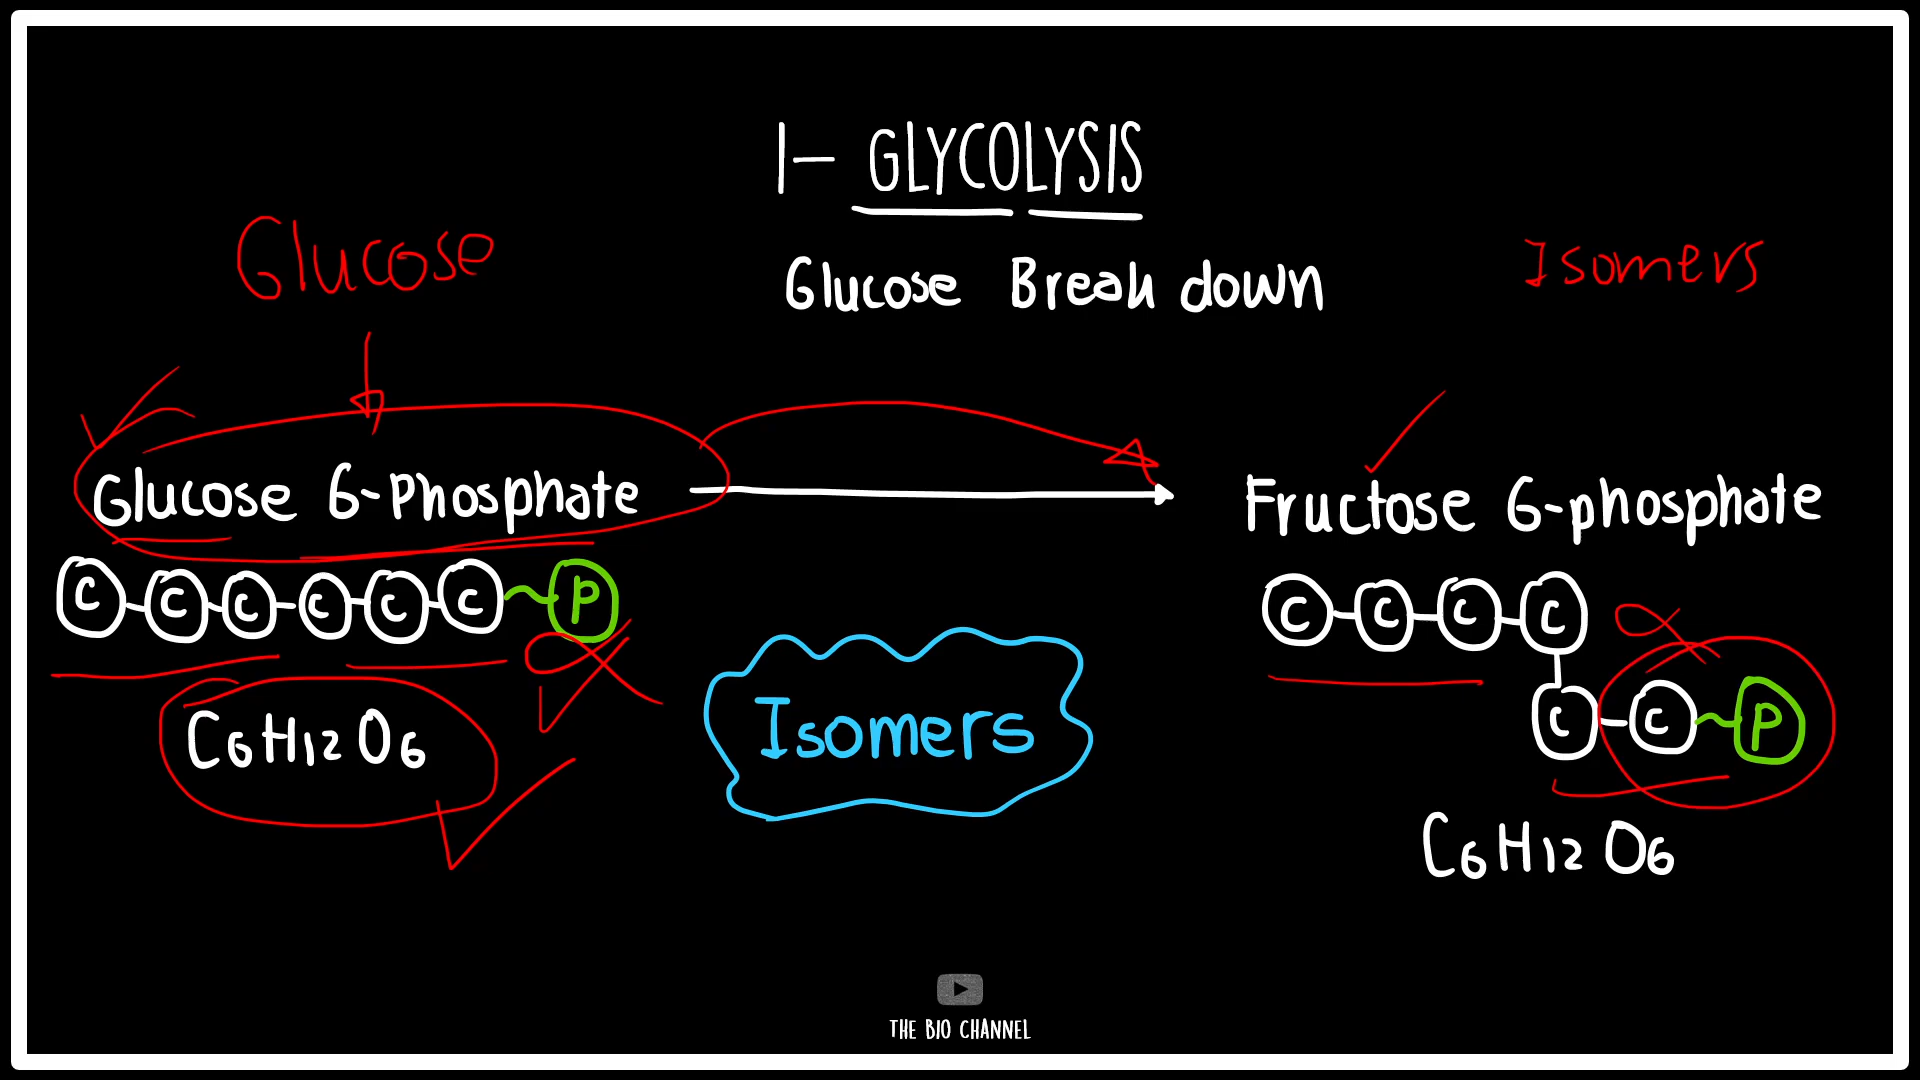 1- GLYCOLYSIS
Glucose
Glucose Break down
Isomers
Glucose 6-Phosphate
Fructose 6-phosphate
C C C C C C P
C C C C
C C P
C6H12O6
Isomers
C6H12O6
THE BIO CHANNEL